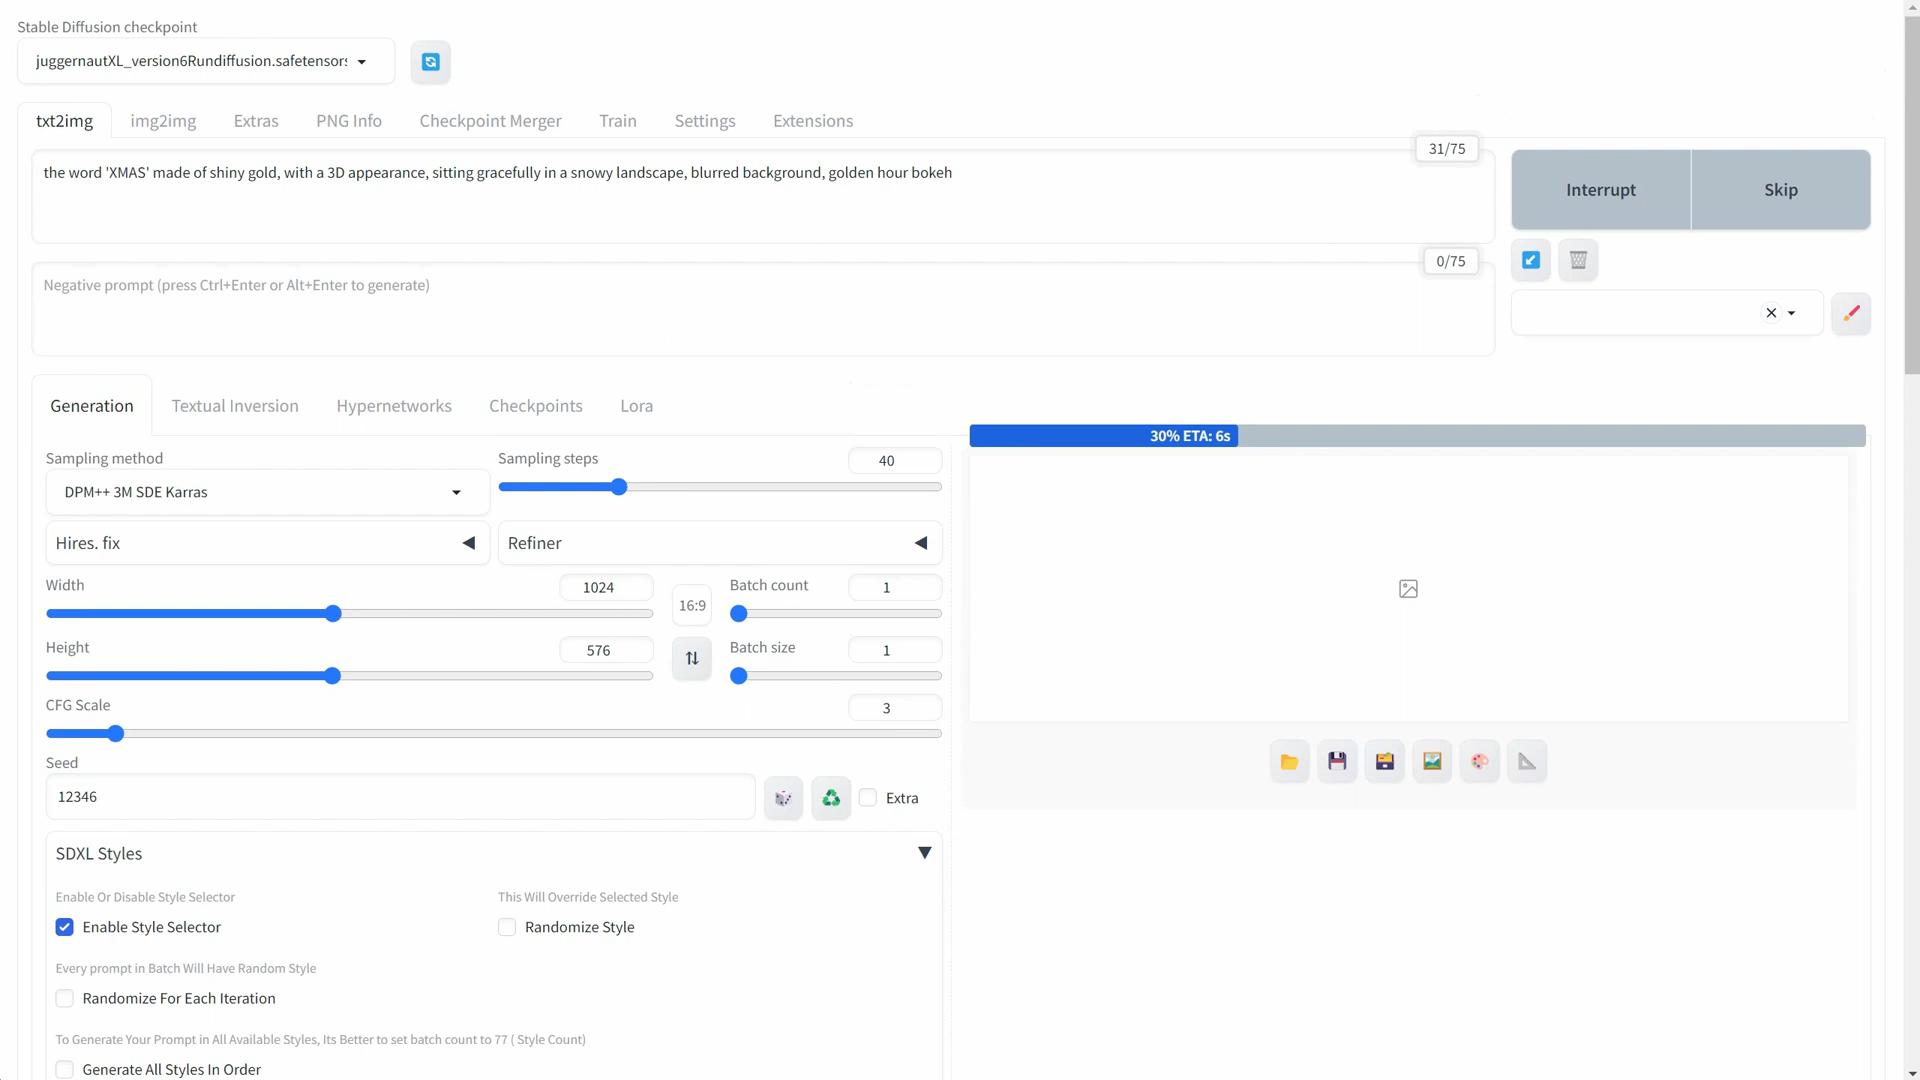 Stable Diffusion checkpoint
juggernautXL_version6Rundiffusion.safetensors
txt2img img2img Extras PNG Info Checkpoint Merger Train Settings Extensions
31/75
the word 'XMAS' made of shiny gold, with a 3D appearance, sitting gracefully in a snowy landscape, blurred background, golden hour bokeh
Interrupt Skip
0/75
Negative prompt (press Ctrl+Enter or Alt+Enter to generate)
Generation Textual Inversion Hypernetworks Checkpoints Lora
30% ETA: 6s
Sampling method
DPM++ 3M SDE Karras
Sampling steps 40
Hires. fix
Refiner
Width 1024
16:9
Batch count 1
Height 576
Batch size 1
CFG Scale 3
Seed
12346
Extra
SDXL Styles
Enable Or Disable Style Selector
Enable Style Selector
This Will Override Selected Style
Randomize Style
Every prompt in Batch Will Have Random Style
Randomize For Each Iteration
To Generate Your Prompt in All Available Styles, Its Better to set batch count to 77 ( Style Count)
Generate All Styles In Order